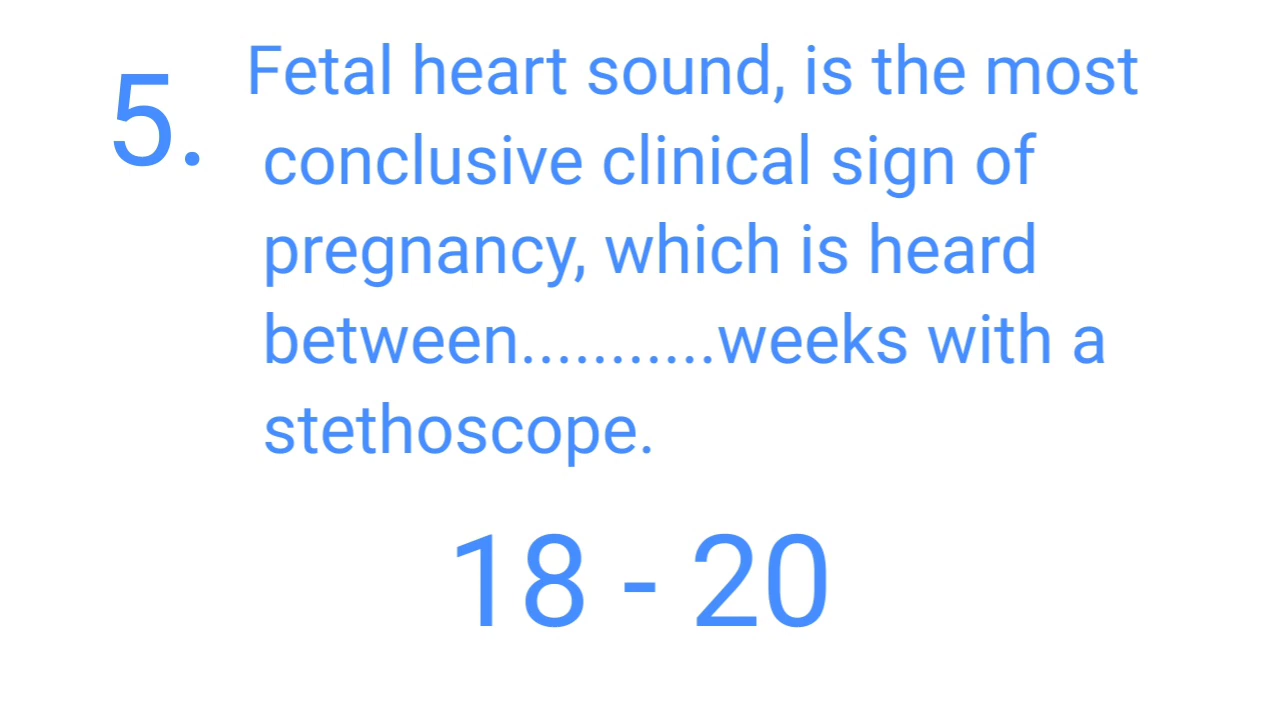 5. Fetal heart sound, is the most
conclusive clinical sign of
pregnancy, which is heard
between...........weeks with a
stethoscope.
18 - 20